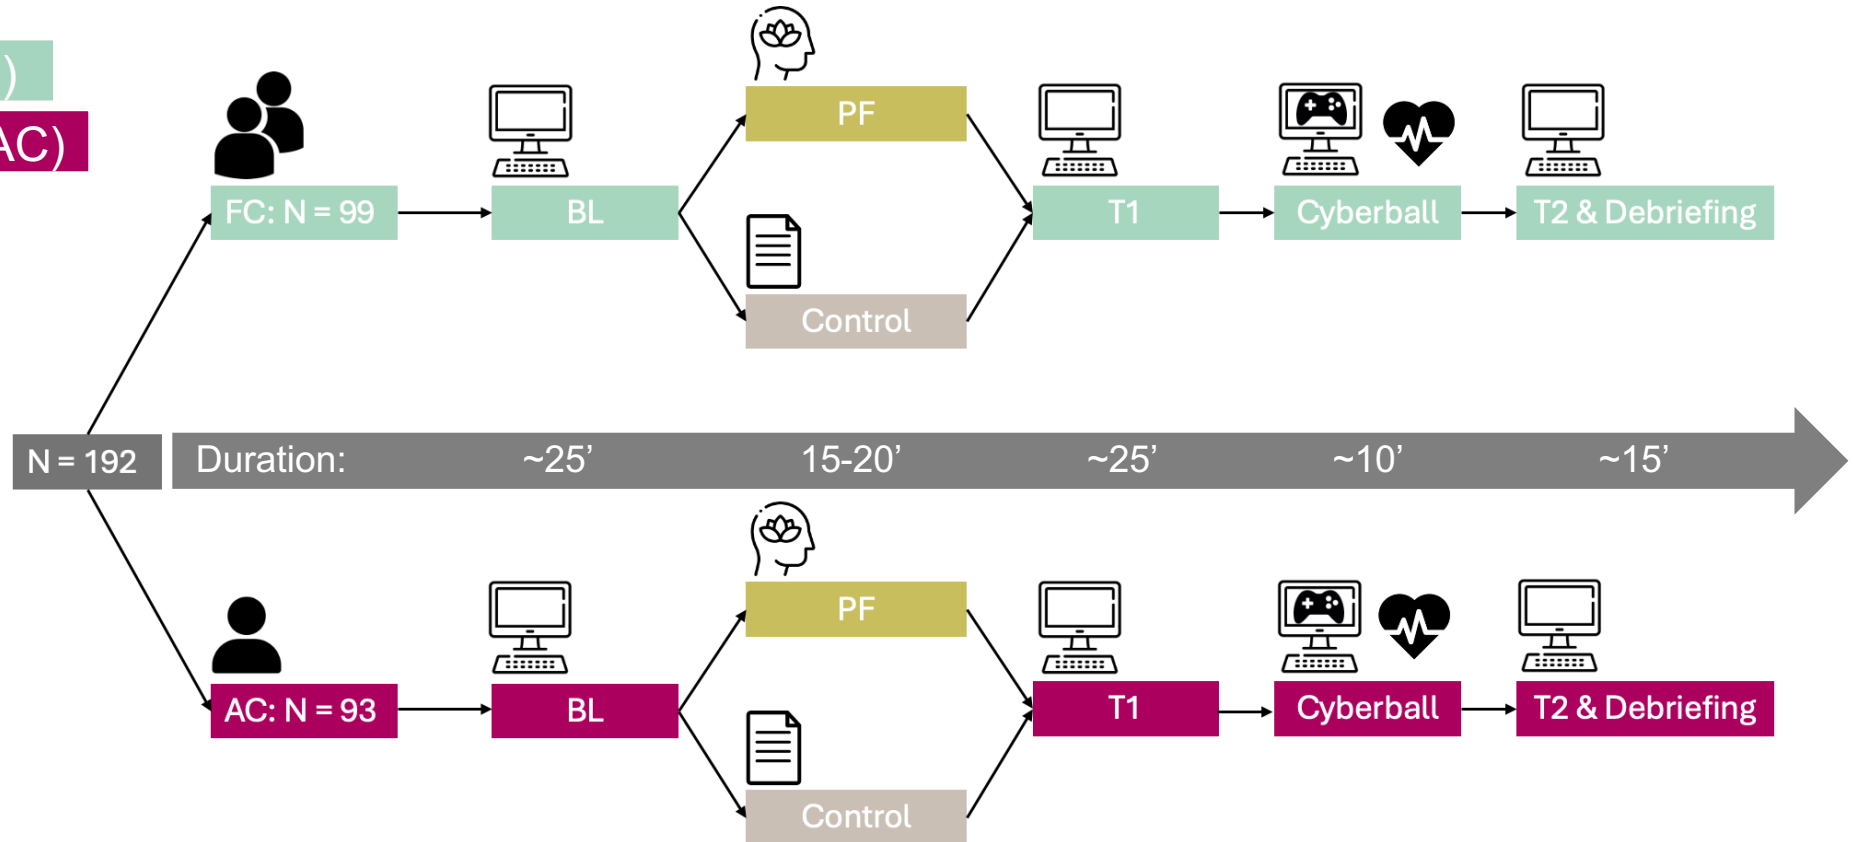 )
AC)
PF
FC: N = 99
BL
T1
Cyberball
T2 & Debriefing
Control
N = 192
Duration:
~25’
15-20’
~25’
~10’
~15’
PF
AC: N = 93
BL
T1
Cyberball
T2 & Debriefing
Control